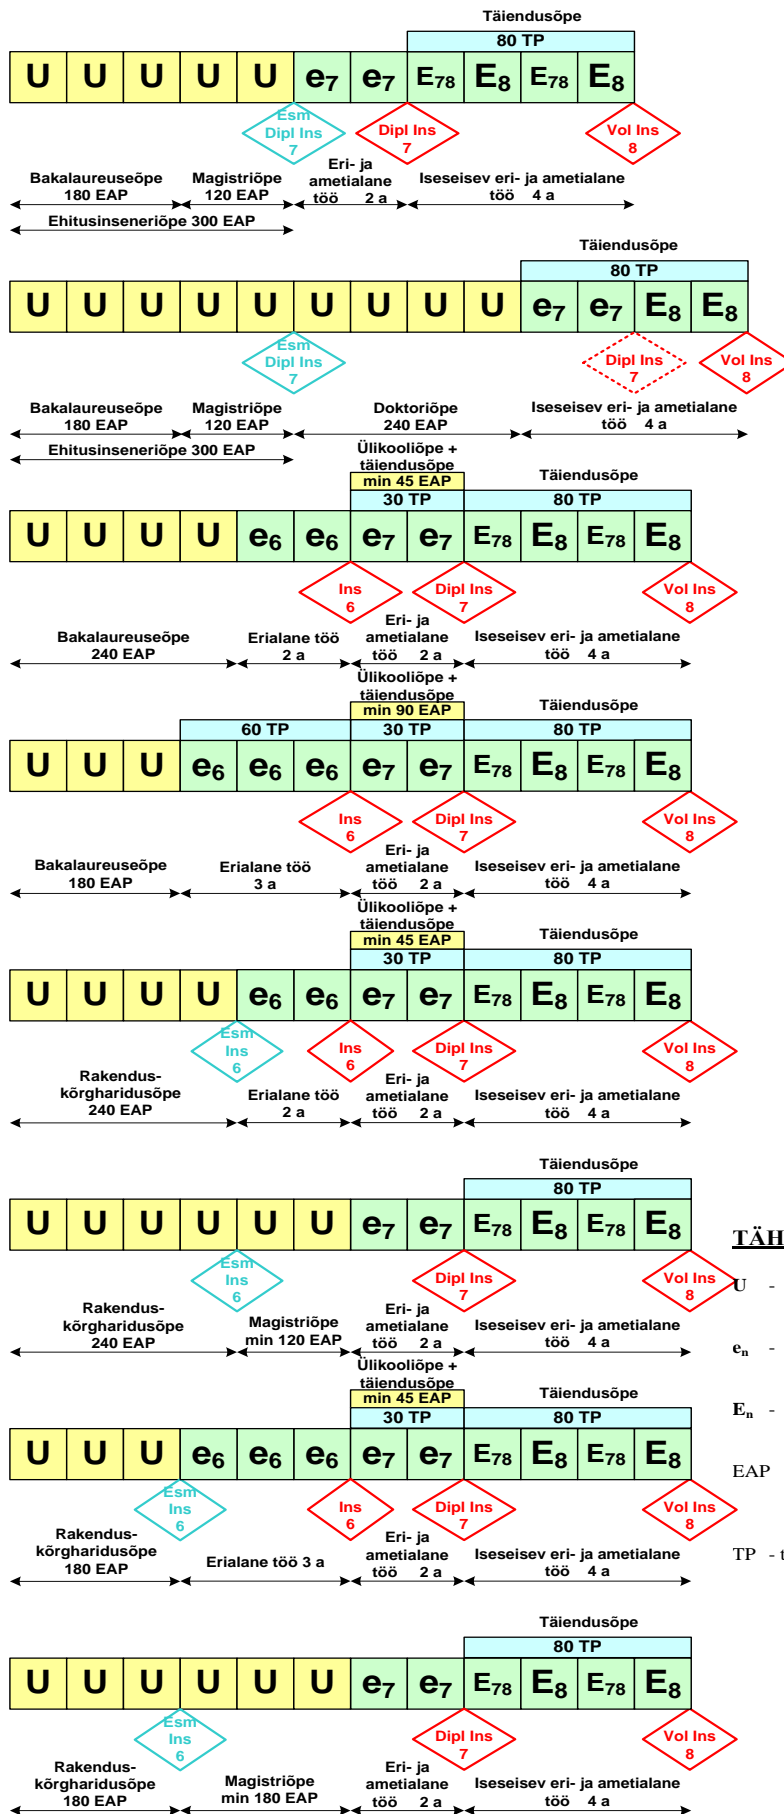 Täiendusõpe
80 TP
U U U U U e7 e7 E78 E8 E78 E8
Esm
Dipl Ins
7
Dipl Ins
7
Vol Ins
8
Bakalaureuseõpe
180 EAP
Magistriõpe
120 EAP
Eri- ja
ametialane
töö 2 a
Iseseisev eri- ja ametialane
töö 4 a
Ehitusinseneriõpe 300 EAP
Täiendusõpe
80 TP
U U U U U U U U U e7 e7 E8 E8
Esm
Dipl Ins
7
Dipl Ins
7
Vol Ins
8
Bakalaureuseõpe
180 EAP
Magistriõpe
120 EAP
Doktoriõpe
240 EAP
Iseseisev eri- ja ametialane
töö 4 a
Ehitusinseneriõpe 300 EAP
Ülikooliõpe +
täiendusõpe
min 45 EAP
30 TP
Täiendusõpe
80 TP
U U U U e6 e6 e7 e7 E78 E8 E78 E8
Ins
6
Dipl Ins
7
Vol Ins
8
Bakalaureuseõpe
240 EAP
Erialane töö
2 a
Eri- ja
ametialane
töö 2 a
Iseseisev eri- ja ametialane
töö 4 a
Ülikooliõpe +
täiendusõpe
min 90 EAP
60 TP
30 TP
Täiendusõpe
80 TP
U U U e6 e6 e6 e7 e7 E78 E8 E78 E8
Ins
6
Dipl Ins
7
Vol Ins
8
Bakalaureuseõpe
180 EAP
Erialane töö
3 a
Eri- ja
ametialane
töö 2 a
Iseseisev eri- ja ametialane
töö 4 a
Ülikooliõpe +
täiendusõpe
min 45 EAP
30 TP
Täiendusõpe
80 TP
U U U U e6 e6 e7 e7 E78 E8 E78 E8
Esm
Ins
6
Ins
6
Dipl Ins
7
Vol Ins
8
Rakendus-
kõrgharidusõpe
240 EAP
Erialane töö
2 a
Eri- ja
ametialane
töö 2 a
Iseseisev eri- ja ametialane
töö 4 a
Täiendusõpe
80 TP
U U U U U U e7 e7 E78 E8 E78 E8
Esm
Ins
6
Dipl Ins
7
Vol Ins
8
Rakendus-
kõrgharidusõpe
240 EAP
Magistriõpe
min 120 EAP
Eri- ja
ametialane
töö 2 a
Iseseisev eri- ja ametialane
töö 4 a
TÄH
U -
en -
En -
EAP
TP - t
Ülikooliõpe +
täiendusõpe
min 45 EAP
30 TP
Täiendusõpe
80 TP
U U U e6 e6 e6 e7 e7 E78 E8 E78 E8
Esm
Ins
6
Ins
6
Dipl Ins
7
Vol Ins
8
Rakendus-
kõrgharidusõpe
180 EAP
Erialane töö 3 a
Eri- ja
ametialane
töö 2 a
Iseseisev eri- ja ametialane
töö 4 a
Täiendusõpe
80 TP
U U U U U U e7 e7 E78 E8 E78 E8
Esm
Ins
6
Dipl Ins
7
Vol Ins
8
Rakendus-
kõrgharidusõpe
180 EAP
Magistriõpe
min 180 EAP
Eri- ja
ametialane
töö 2 a
Iseseisev eri- ja ametialane
töö 4 a